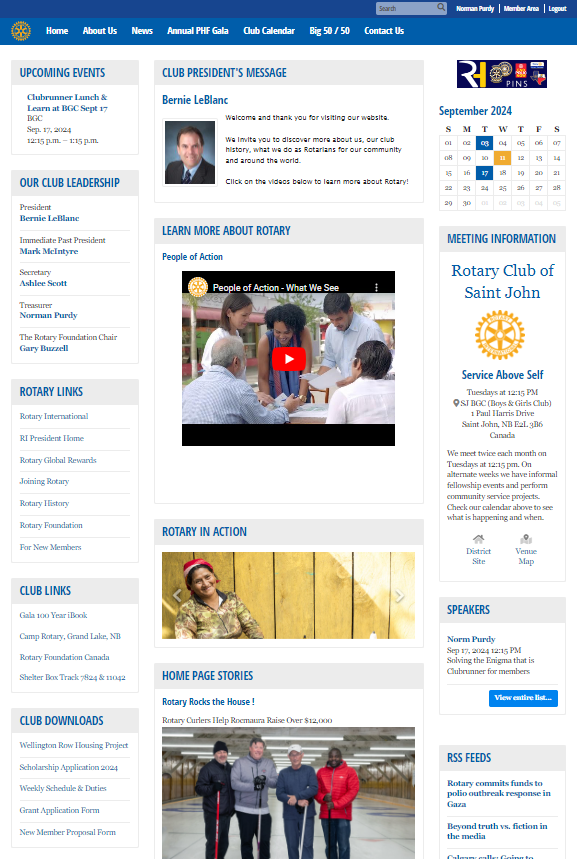 Search
Norman Purdy | Member Area | Logout
Home About Us News Annual PHF Gala Club Calendar Big 50 / 50 Contact Us
UPCOMING EVENTS
Clubrunner Lunch &
Learn at BGC Sept 17
BGC
Sep. 17, 2024
12:15 p.m. – 1:15 p.m.
OUR CLUB LEADERSHIP
President
Bernie LeBlanc
Immediate Past President
Mark McIntyre
Secretary
Ashlee Scott
Treasurer
Norman Purdy
The Rotary Foundation Chair
Gary Buzzell
ROTARY LINKS
Rotary International
RI President Home
Rotary Global Rewards
Joining Rotary
Rotary History
Rotary Foundation
For New Members
CLUB LINKS
Gala 100 Year iBook
Camp Rotary, Grand Lake, NB
Rotary Foundation Canada
Shelter Box Track 7824 & 11042
CLUB DOWNLOADS
Wellington Row Housing Project
Scholarship Application 2024
Weekly Schedule & Duties
Grant Application Form
New Member Proposal Form
CLUB PRESIDENT'S MESSAGE
Bernie LeBlanc
Welcome and thank you for visiting our website.
We invite you to discover more about us, our club
history, what we do as Rotarians for our community
and around the world.
Click on the videos below to learn more about Rotary!
LEARN MORE ABOUT ROTARY
People of Action
People of Action - What We See
ROTARY IN ACTION
HOME PAGE STORIES
Rotary Rocks the House !
Rotary Curlers Help Rocmaura Raise Over $12,000
RH
PINS
September 2024
S M T W T F S
01 02 03 04 05 06 07
08 09 10 11 12 13 14
15 16 17 18 19 20 21
22 23 24 25 26 27 28
29 30 01 02 03 04 05
MEETING INFORMATION
Rotary Club of
Saint John
Service Above Self
Tuesdays at 12:15 PM
SJ BGC (Boys & Girls Club)
1 Paul Harris Drive
Saint John, NB E2L 3B6
Canada
We meet twice each month on
Tuesdays at 12:15 pm. On
alternate weeks we have informal
fellowship events and perform
community service projects.
Check our calendar above to see
what is happening and when.
District
Site
Venue
Map
SPEAKERS
Norm Purdy
Sep 17, 2024 12:15 PM
Solving the Enigma that is
Clubrunner for members
View entire list...
RSS FEEDS
Rotary commits funds to
polio outbreak response in
Gaza
Beyond truth vs. fiction in
the media
Calgary calls: Going to